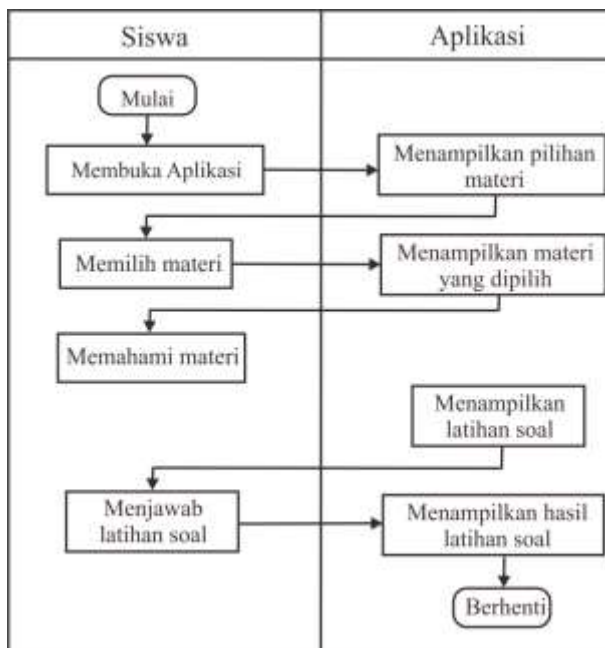 Siswa
Aplikasi
Mulai
Membuka Aplikasi
Menampilkan pilihan
materi
Memilih materi
Menampilkan materi
yang dipilih
Memahami materi
Menampilkan
latihan soal
Menjawab
latihan soal
Menampilkan hasil
latihan soal
Berhenti